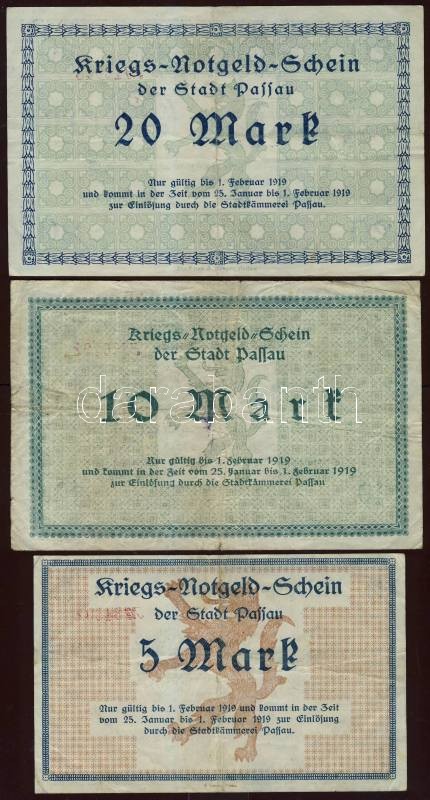 Kriegs-Notgeld-Schein
der Stadt Passau
20 Mark
Nur gültig bis 1. Februar 1919
und kommt in der Zeit vom 25. Januar bis 1. Februar 1919
zur Einlösung durch die Stadtkämmerei Passau.
Kriegs-Notgeld-Schein
der Stadt Passau
10 Mark
darabanth
Nur gültig bis 1. Februar 1919
und kommt in der Zeit vom 25. Januar bis 1. Februar 1919
zur Einlösung durch die Stadtkämmerei Passau
Kriegs-Notgeld-Schein
der Stadt Passau
5 Mark
Nur gültig bis 1. Februar 1919 und kommt in der Zeit
vom 25. Januar bis 1. Februar 1919 zur Einlösung
durch die Stadtkämmerei Passau.